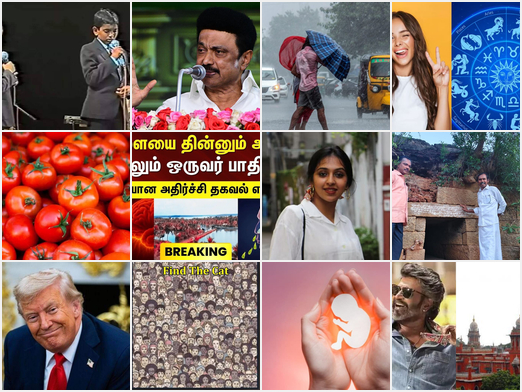 ளையை தின்னும் அ
லும் ஒருவர் பாதி
யான அதிர்ச்சி தகவல் எ
BREAKING
Find The Cat